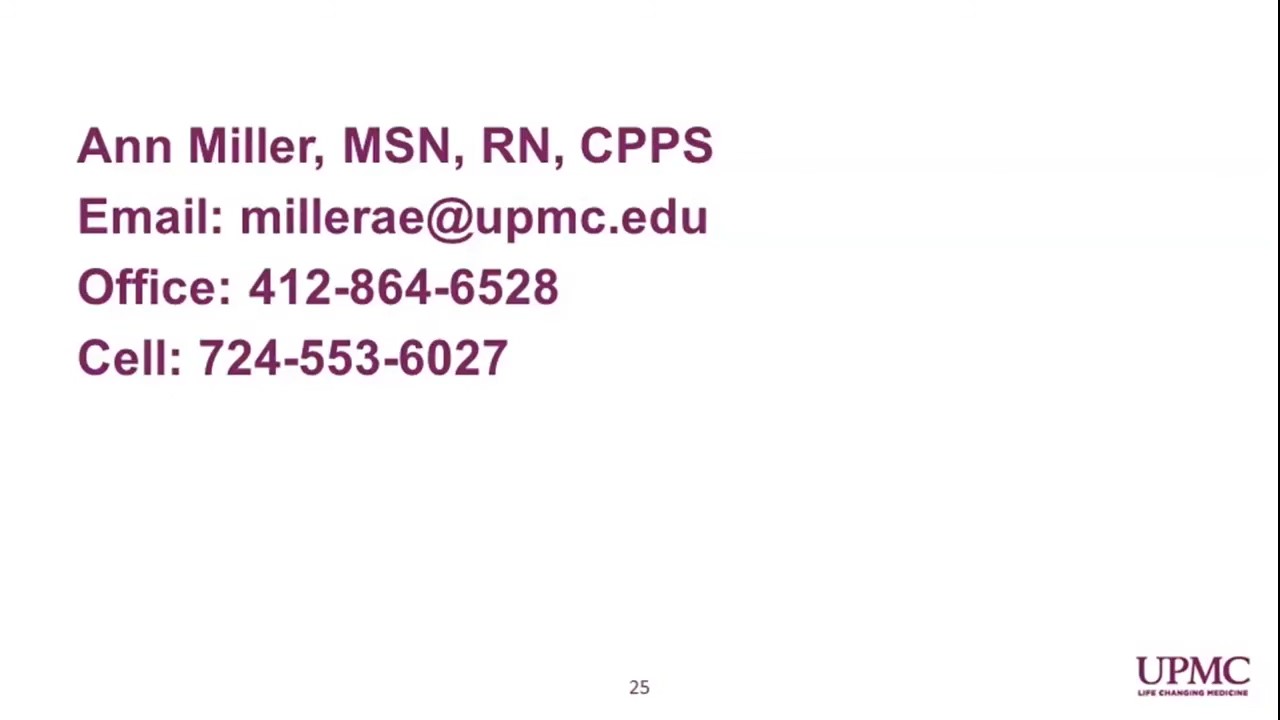 Ann Miller, MSN, RN, CPPS
Email: millerae@upmc.edu
Office: 412-864-6528
Cell: 724-553-6027
25
UPMC
LIFE CHANGING MEDICINE